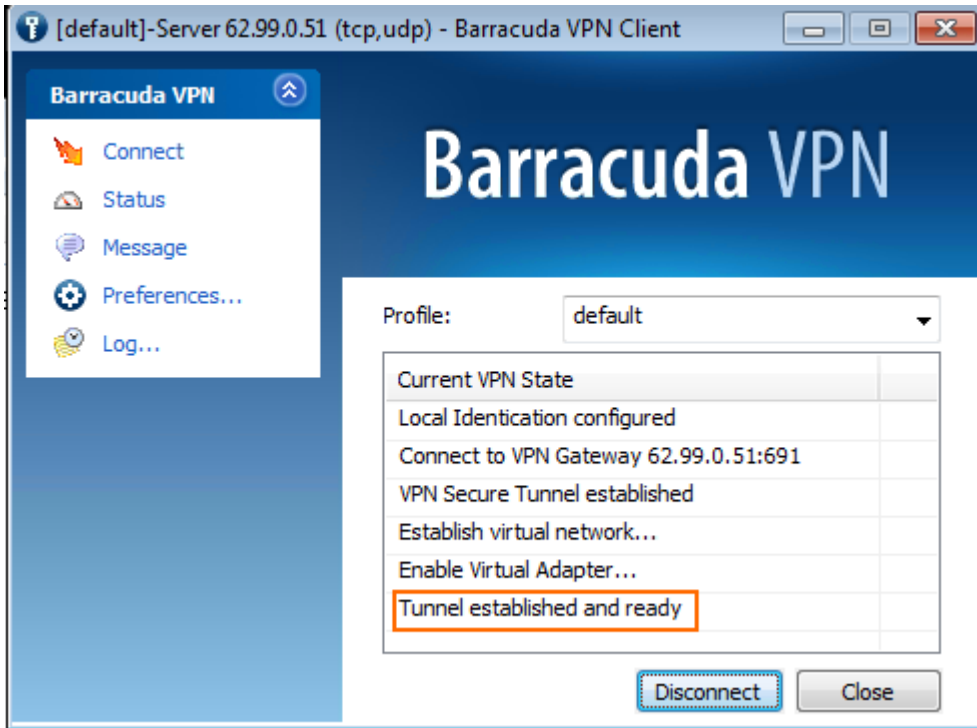 [default]-Server 62.99.0.51 (tcp,udp) - Barracuda VPN Client
Barracuda VPN
Connect
Status
Message
Preferences...
Log...
Barracuda VPN
Profile: default
Current VPN State
Local Identication configured
Connect to VPN Gateway 62.99.0.51:691
VPN Secure Tunnel established
Establish virtual network...
Enable Virtual Adapter...
Tunnel established and ready
Disconnect Close